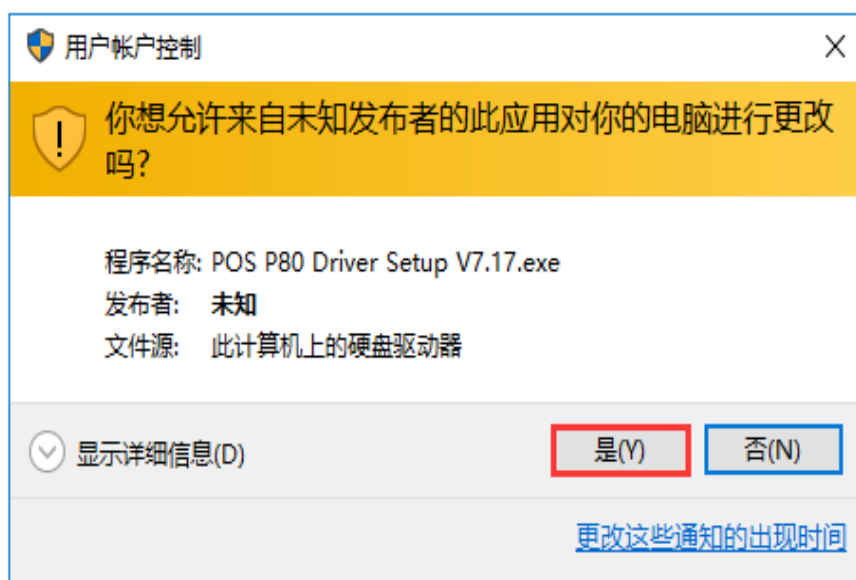 用户帐户控制
你想允许来自未知发布者的此应用对你的电脑进行更改
吗?
程序名称: POS P80 Driver Setup V7.17.exe
发布者: 未知
文件源: 此计算机上的硬盘驱动器
显示详细信息(D)
是(Y)
否(N)
更改这些通知的出现时间